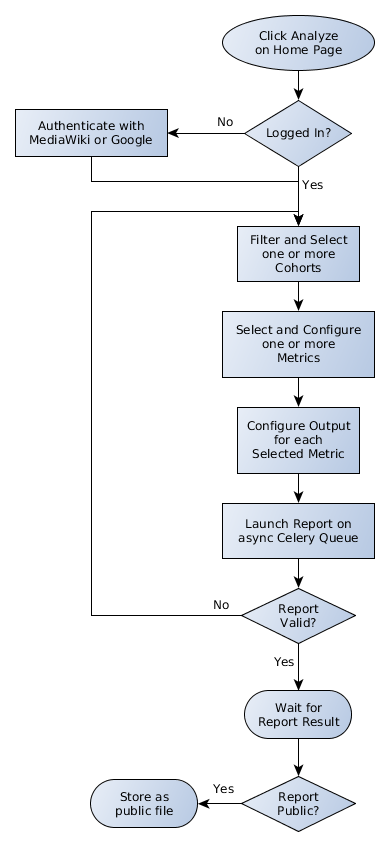 Click Analyze
on Home Page
Logged In?
No
Authenticate with
MediaWiki or Google
Yes
Filter and Select
one or more
Cohorts
Select and Configure
one or more
Metrics
Configure Output
for each
Selected Metric
Launch Report on
async Celery Queue
Report
Valid?
No
Yes
Wait for
Report Result
Report
Public?
Yes
Store as
public file